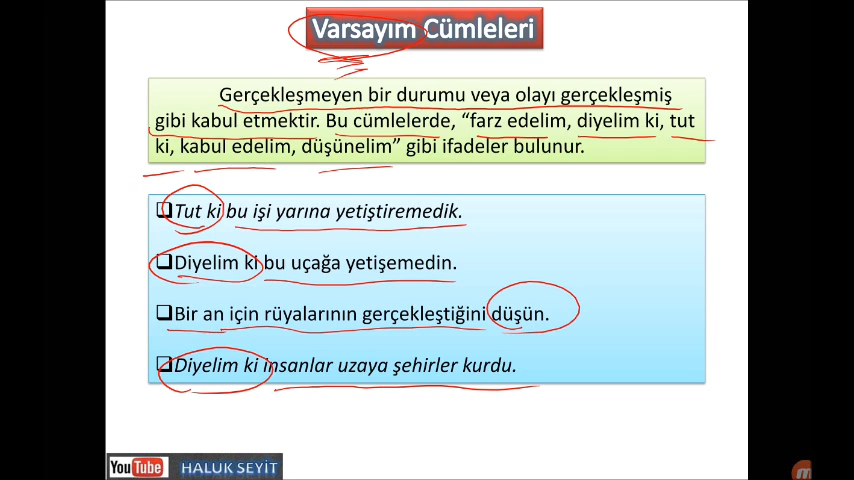 Varsayım Cümleleri
Gerçekleşmeyen bir durumu veya olayı gerçekleşmiş
gibi kabul etmektir. Bu cümlelerde, “farz edelim, diyelim ki, tut
ki, kabul edelim, düşünelim” gibi ifadeler bulunur.
Tut ki bu işi yarına yetiştiremedik.
Diyelim ki bu uçağa yetişemedin.
Bir an için rüyalarının gerçekleştiğini düşün.
Diyelim ki insanlar uzaya şehirler kurdu.
YouTube HALUK SEYİT